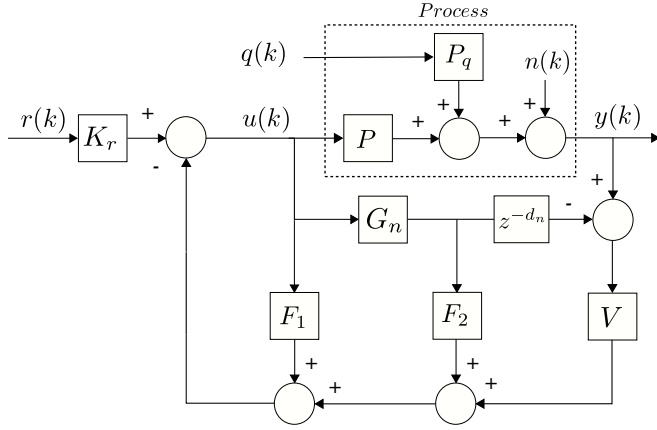 Process
q(k)
P_q
n(k)
+
+
r(k)
K_r
+
u(k)
P
+
+
y(k)
-
+
G_n
z^{-d_n}
-
F_1
F_2
V
+
+
+
+